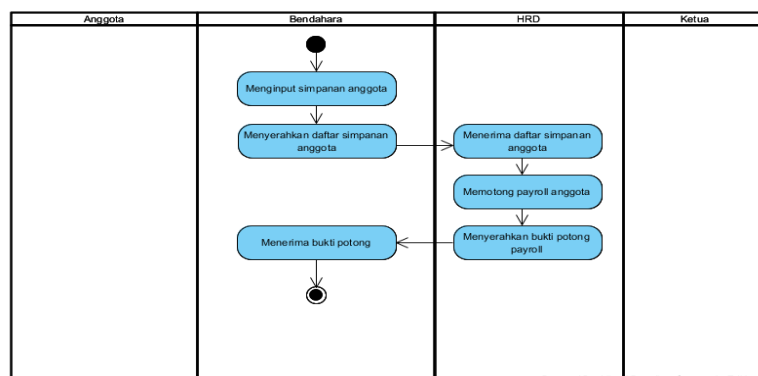 Anggota
Bendahara
HRD
Ketua
Menginput simpanan anggota
Menyerahkan daftar simpanan
anggota
Menerima daftar simpanan
anggota
Memotong payroll anggota
Menyerahkan bukti potong
payroll
Menerima bukti potong